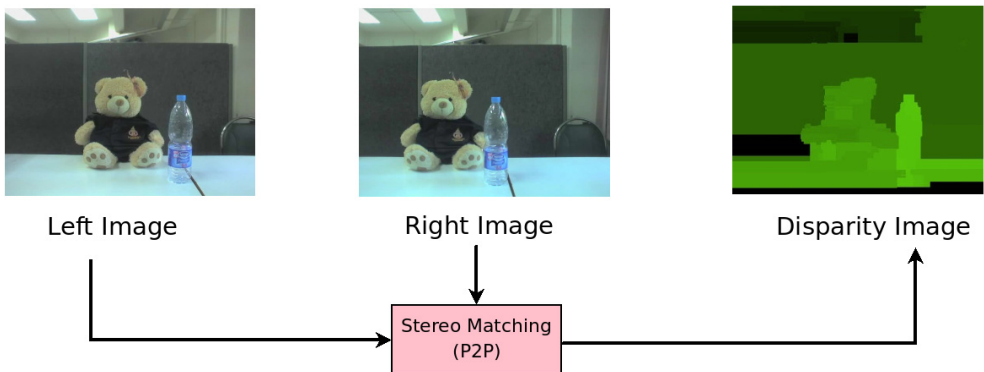 Left Image
Right Image
Disparity Image
Stereo Matching
(P2P)